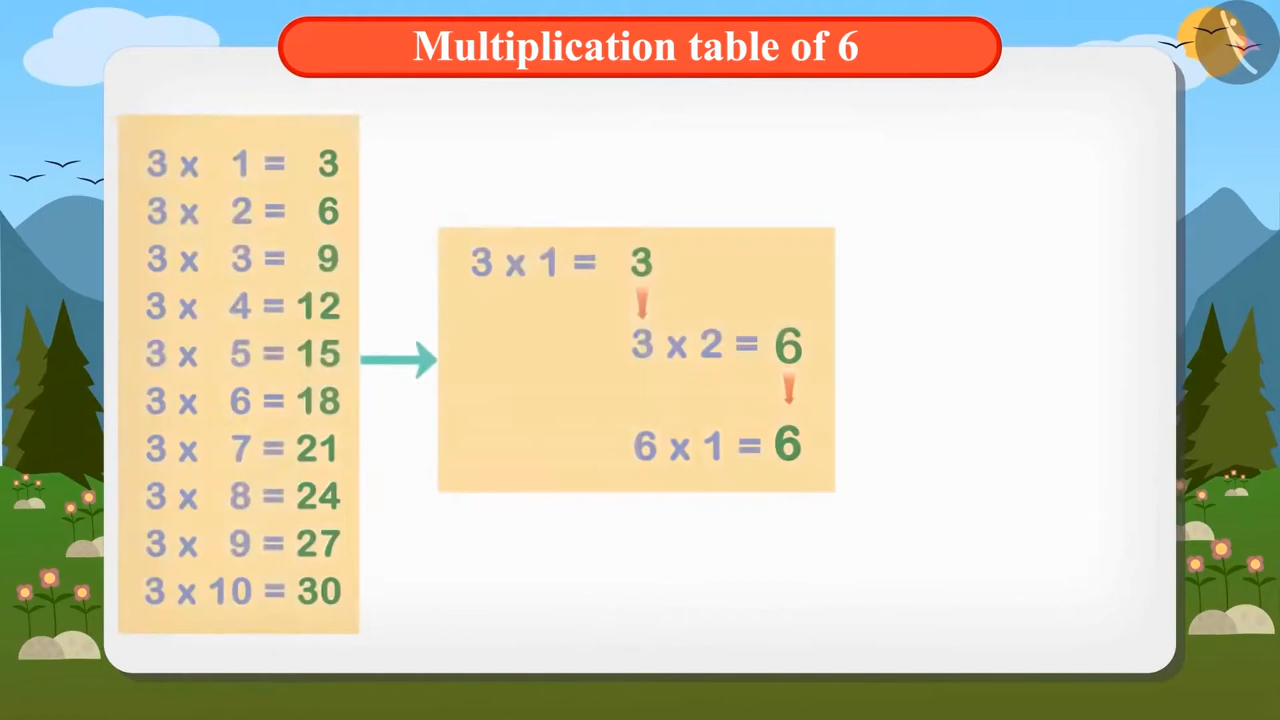 Multiplication table of 6
3 x 1 = 3
3 x 2 = 6
3 x 3 = 9
3 x 4 = 12
3 x 5 = 15
3 x 6 = 18
3 x 7 = 21
3 x 8 = 24
3 x 9 = 27
3 x 10 = 30
3 x 1 = 3
3 x 2 = 6
6 x 1 = 6